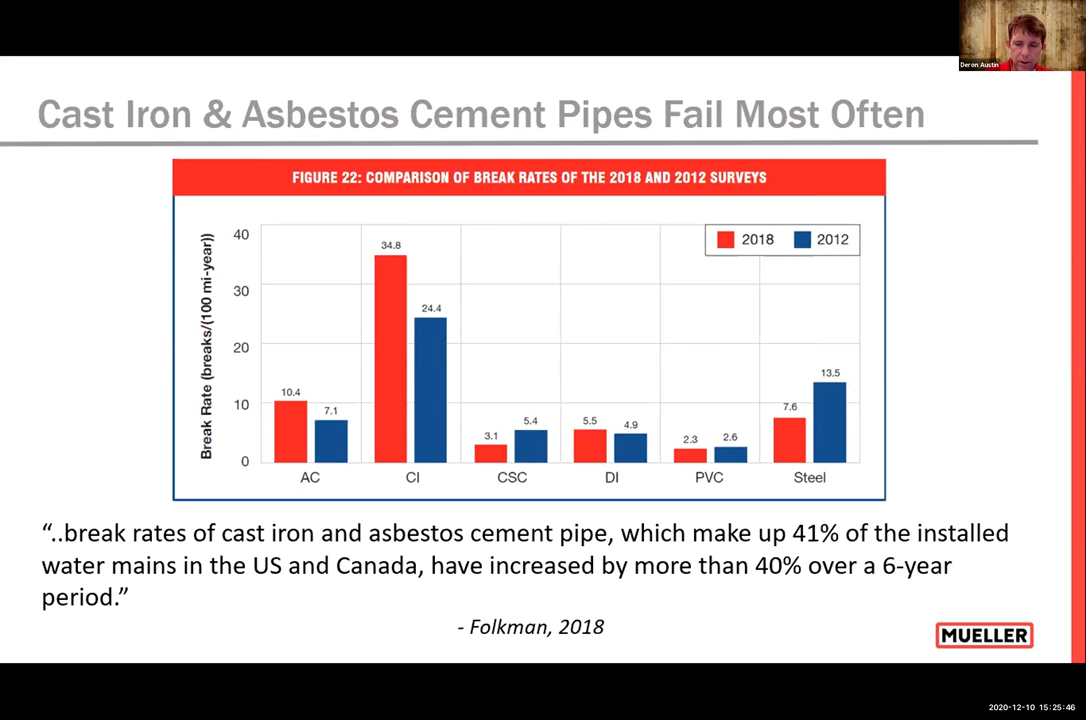 Deron Austin
Cast Iron & Asbestos Cement Pipes Fail Most Often
FIGURE 22: COMPARISON OF BREAK RATES OF THE 2018 AND 2012 SURVEYS
Break Rate (breaks/(100 mi-year))
40
30
20
10
0
2018 2012
10.4
7.1
34.8
24.4
3.1
5.4
5.5
4.9
2.3
2.6
7.6
13.5
AC CI CSC DI PVC Steel
“..break rates of cast iron and asbestos cement pipe, which make up 41% of the installed
water mains in the US and Canada, have increased by more than 40% over a 6-year
period.”
- Folkman, 2018
MUELLER
2020-12-10 15:25:46